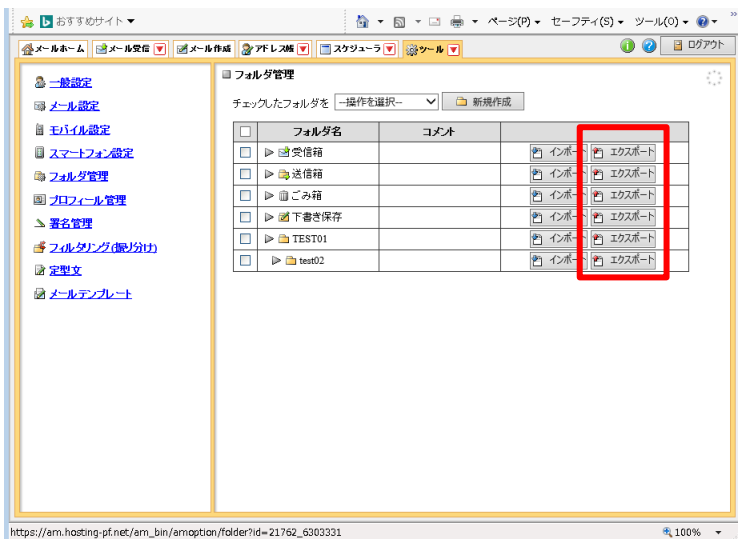 おすすめサイト ページ(P) セーフティ(S) ツール(O)
メールホーム メール受信 メール作成 アドレス帳 スケジューラ ツール ログアウト
一般設定
メール設定
モバイル設定
スマートフォン設定
フォルダ管理
プロフィール管理
署名管理
フィルタリング(振り分け)
定型文
メールテンプレート
フォルダ管理
チェックしたフォルダを --操作を選択-- 新規作成
フォルダ名 コメント
受信箱 インポート エクスポート
送信箱 インポート エクスポート
ごみ箱 インポート エクスポート
下書き保存 インポート エクスポート
TEST01 インポート エクスポート
test02 インポート エクスポート
https://am.hosting-pf.net/am_bin/amoption/folder?id=21762_6303331 100%